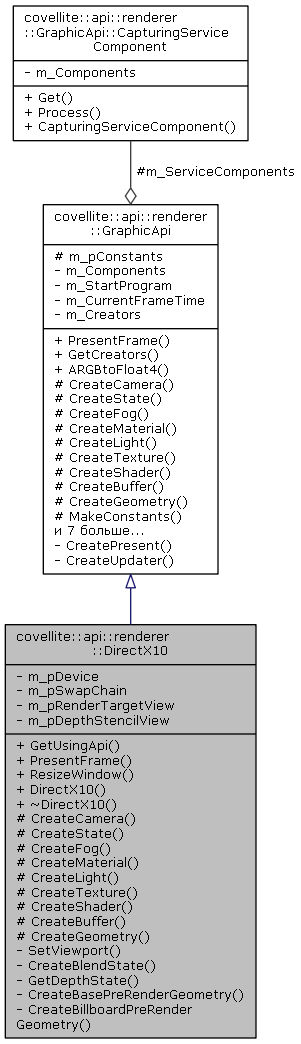 covellite::api::renderer
::GraphicApi::CapturingService
Component
- m_Components
+ Get()
+ Process()
+ CapturingServiceComponent()
#m_ServiceComponents
covellite::api::renderer
::GraphicApi
# m_pConstants
- m_Components
- m_StartProgram
- m_CurrentFrameTime
- m_Creators
+ PresentFrame()
+ GetCreators()
+ ARGBtoFloat4()
# CreateCamera()
# CreateState()
# CreateFog()
# CreateMaterial()
# CreateLight()
# CreateTexture()
# CreateShader()
# CreateBuffer()
# CreateGeometry()
# MakeConstants()
и 7 больше...
- CreatePresent()
- CreateUpdater()
covellite::api::renderer
::DirectX10
- m_pDevice
- m_pSwapChain
- m_pRenderTargetView
- m_pDepthStencilView
+ GetUsingApi()
+ PresentFrame()
+ ResizeWindow()
+ DirectX10()
+ ~DirectX10()
# CreateCamera()
# CreateState()
# CreateFog()
# CreateMaterial()
# CreateLight()
# CreateTexture()
# CreateShader()
# CreateBuffer()
# CreateGeometry()
- SetViewport()
- CreateBlendState()
- GetDepthState()
- CreateBasePreRenderGeometry()
- CreateBillboardPreRender
Geometry()